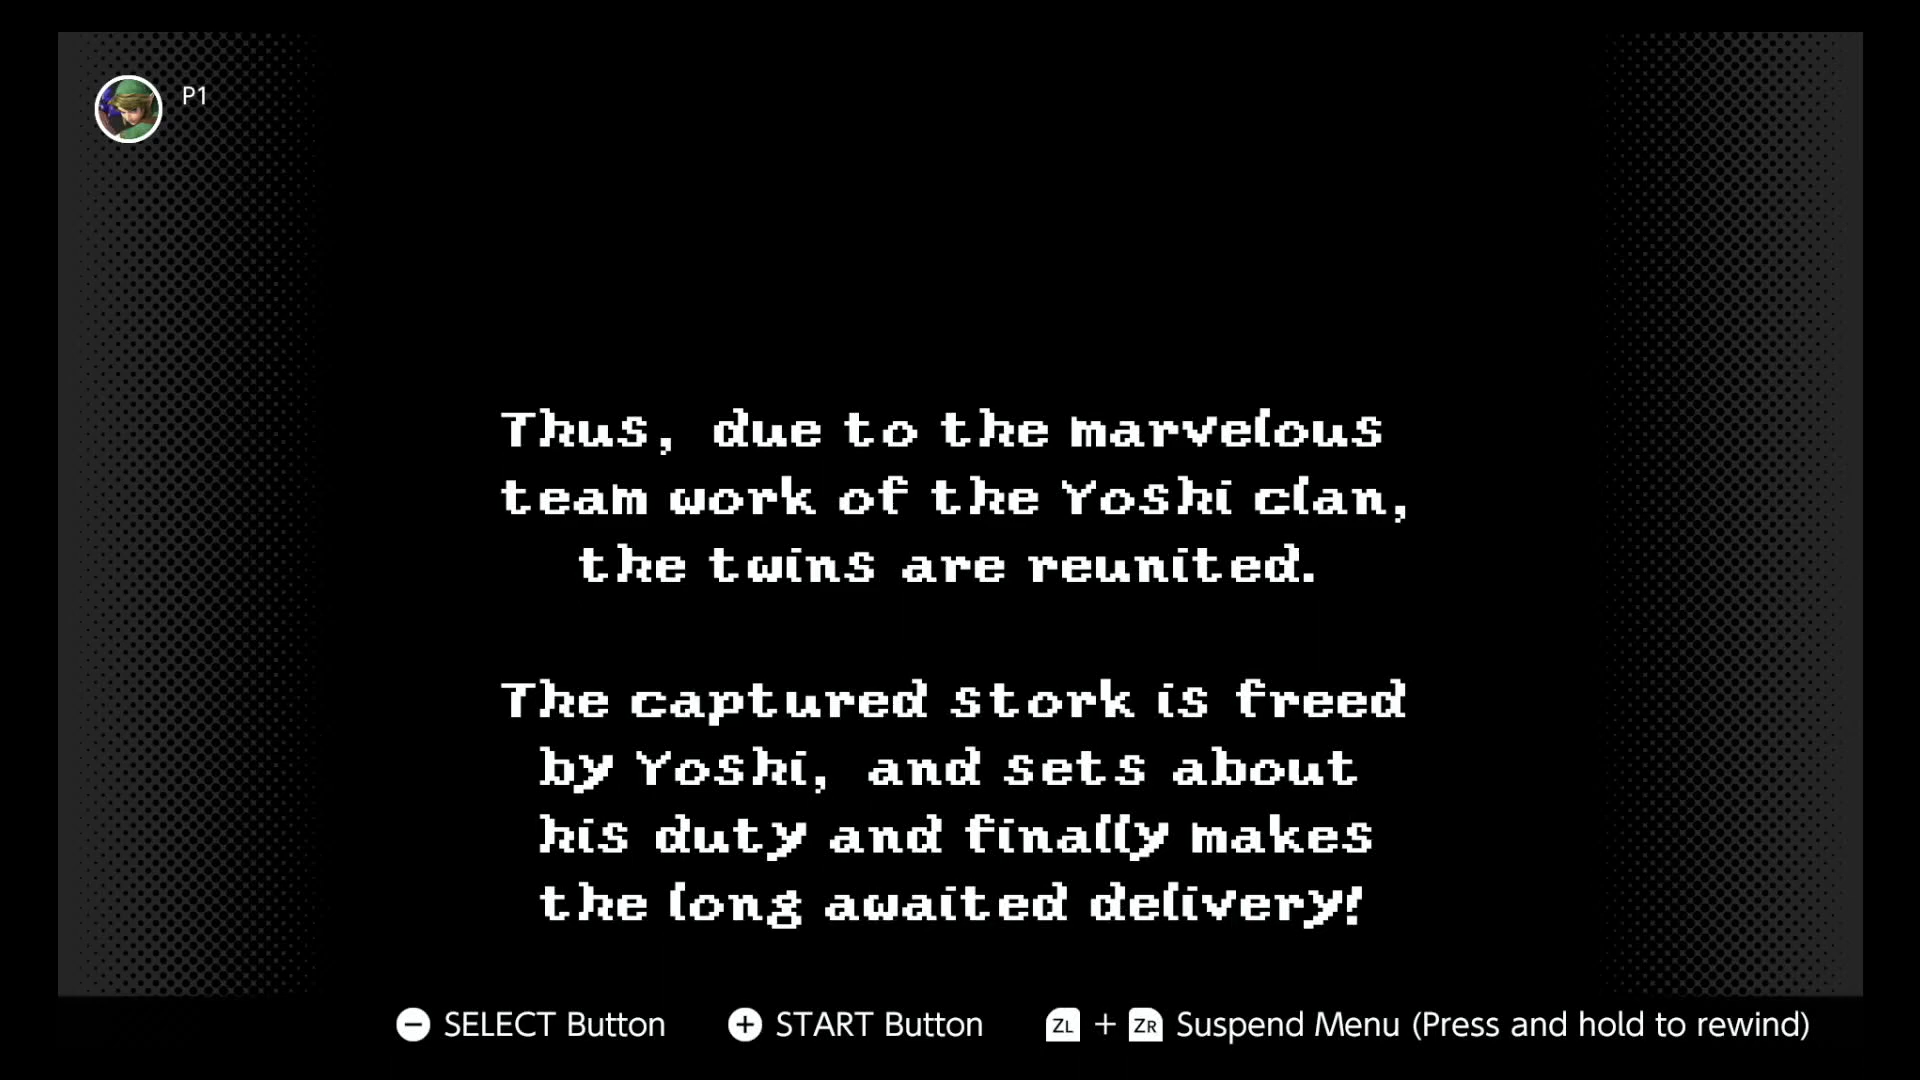 P1
Thus, due to the marvelous
team work of the Yoshi clan,
the twins are reunited.
The captured stork is freed
by Yoshi, and sets about
his duty and finally makes
the long awaited delivery!
SELECT Button START Button ZL + ZR Suspend Menu (Press and hold to rewind)